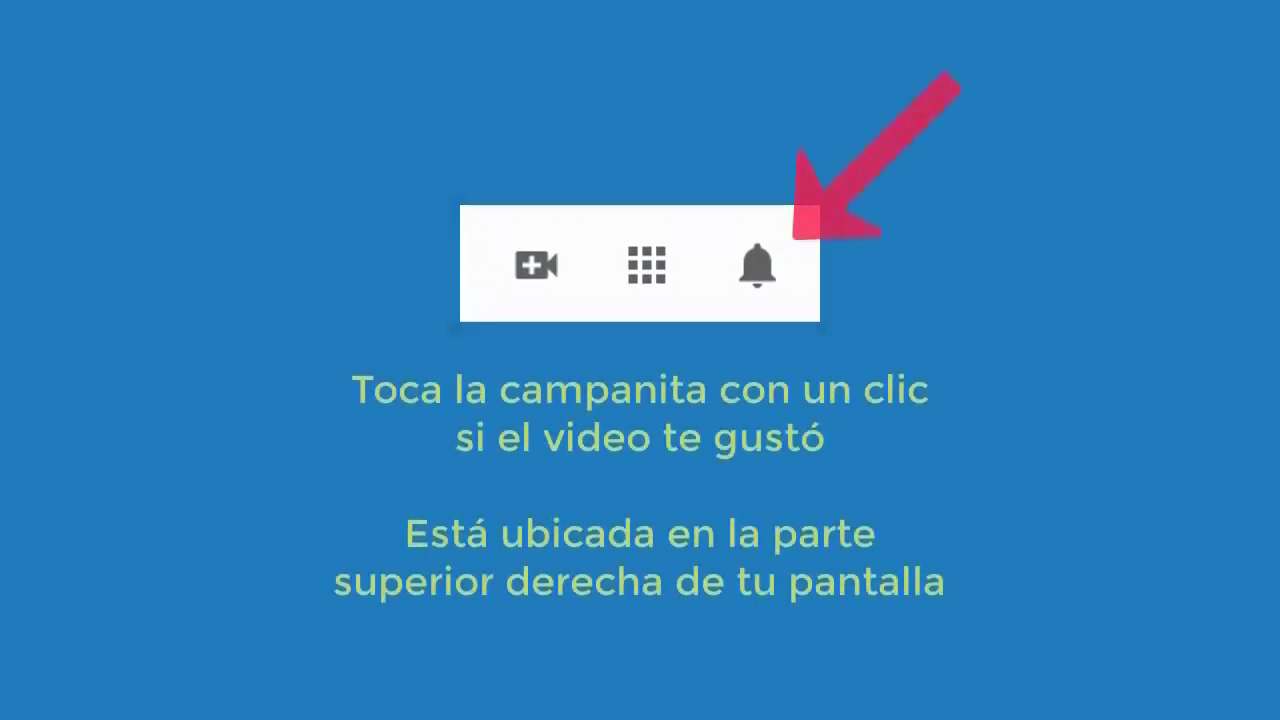 Toca la campanita con un clic
si el video te gustó
Está ubicada en la parte
superior derecha de tu pantalla